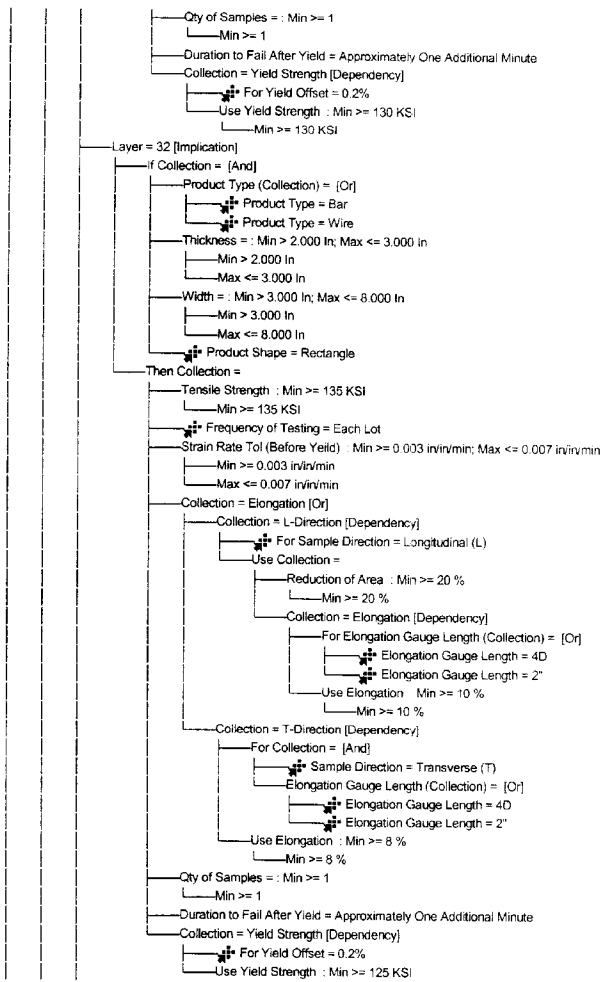 Qty of Samples = : Min >= 1
Min >= 1
Duration to Fail After Yield = Approximately One Additional Minute
Collection = Yield Strength [Dependency]
For Yield Offset = 0.2%
Use Yield Strength : Min >= 130 KSI
Min >= 130 KSI
Layer = 32 [Implication]
If Collection = [And]
Product Type (Collection) = [Or]
Product Type = Bar
Product Type = Wire
Thickness = : Min > 2.000 In; Max <= 3.000 In
Min > 2.000 In
Max <= 3.000 In
Width = : Min > 3.000 In; Max <= 8.000 In
Min > 3.000 In
Max <= 8.000 In
Product Shape = Rectangle
Then Collection =
Tensile Strength : Min >= 135 KSI
Min >= 135 KSI
Frequency of Testing = Each Lot
Strain Rate Tol (Before Yeild) : Min >= 0.003 in/in/min; Max <= 0.007 in/in/min
Min >= 0.003 in/in/min
Max <= 0.007 in/in/min
Collection = Elongation [Or]
Collection = L-Direction [Dependency]
For Sample Direction = Longitudinal (L)
Use Collection =
Reduction of Area : Min >= 20 %
Min >= 20 %
Collection = Elongation [Dependency]
For Elongation Gauge Length (Collection) = [Or]
Elongation Gauge Length = 4D
Elongation Gauge Length = 2"
Use Elongation Min >= 10 %
Min >= 10 %
Collection = T-Direction [Dependency]
For Collection = [And]
Sample Direction = Transverse (T)
Elongation Gauge Length (Collection) = [Or]
Elongation Gauge Length = 4D
Elongation Gauge Length = 2"
Use Elongation : Min >= 8 %
Min >= 8 %
Qty of Samples = : Min >= 1
Min >= 1
Duration to Fail After Yield = Approximately One Additional Minute
Collection = Yield Strength [Dependency]
For Yield Offset = 0.2%
Use Yield Strength : Min >= 125 KSI